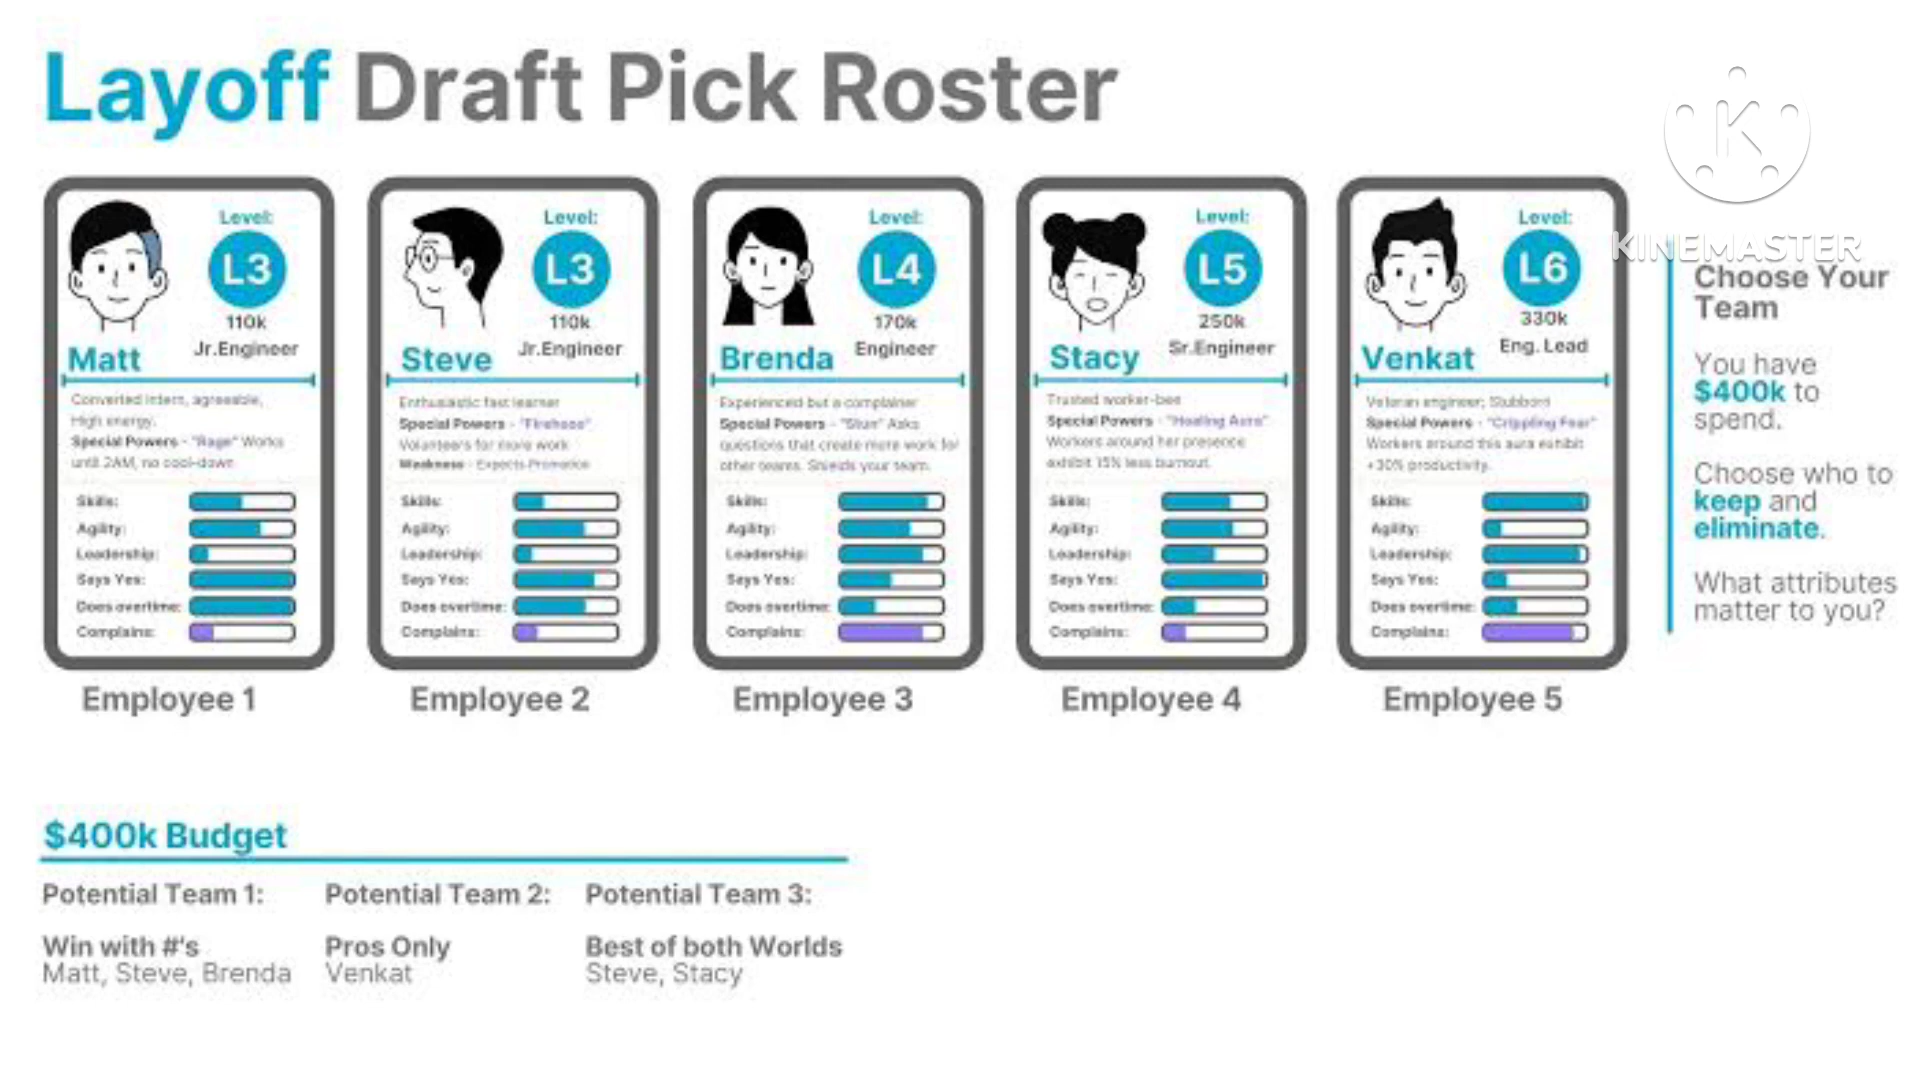 Layoff Draft Pick Roster
KINEMASTER
Level:
L3
110k
Jr.Engineer
Matt
Converted intern, agreeable,
High energy.
Special Powers - "Rage" Works
until 2AM, no cool-down
Skills:
Agility:
Leadership:
Says Yes:
Does overtime:
Complains:
Employee 1
Level:
L3
110k
Jr.Engineer
Steve
Enthusiastic fast learner
Special Powers - "Firehose"
Volunteers for more work
Weakness - Expects Promotion
Skills:
Agility:
Leadership:
Says Yes:
Does overtime:
Complains:
Employee 2
Level:
L4
170k
Engineer
Brenda
Experienced but a complainer
Special Powers - "Stun" Asks
questions that create more work for
other teams. Shields your team.
Skills:
Agility:
Leadership:
Says Yes:
Does overtime:
Complains:
Employee 3
Level:
L5
250k
Sr.Engineer
Stacy
Trusted worker-bee
Special Powers - "Healing Aura"
Workers around her presence
exhibit 15% less burnout.
Skills:
Agility:
Leadership:
Says Yes:
Does overtime:
Complains:
Employee 4
Level:
L6
330k
Eng. Lead
Venkat
Veteran engineer; Stubborn
Special Powers - "Crippling Fear"
Workers around this aura exhibit
+30% productivity.
Skills:
Agility:
Leadership:
Says Yes:
Does overtime:
Complains:
Employee 5
Choose Your
Team
You have
$400k to
spend.
Choose who to
keep and
eliminate.
What attributes
matter to you?
$400k Budget
Potential Team 1:
Win with #'s
Matt, Steve, Brenda
Potential Team 2:
Pros Only
Venkat
Potential Team 3:
Best of both Worlds
Steve, Stacy